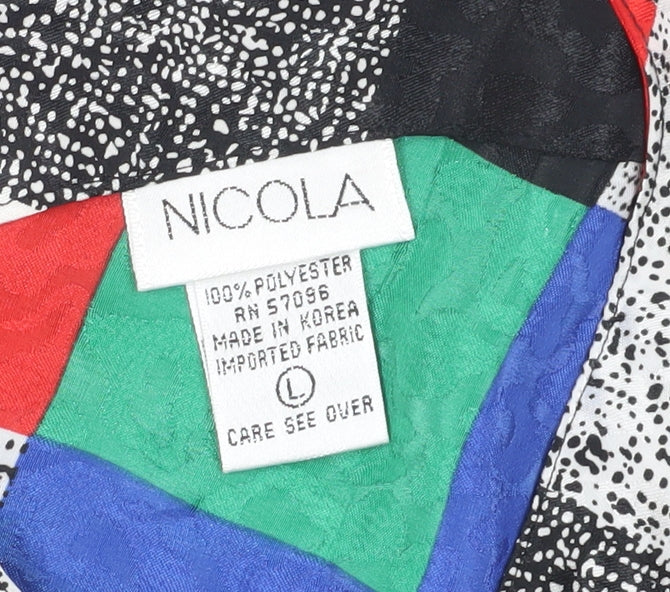 NICOLA
100% POLYESTER
RN 57096
MADE IN KOREA
IMPORTED FABRIC
L
CARE SEE OVER